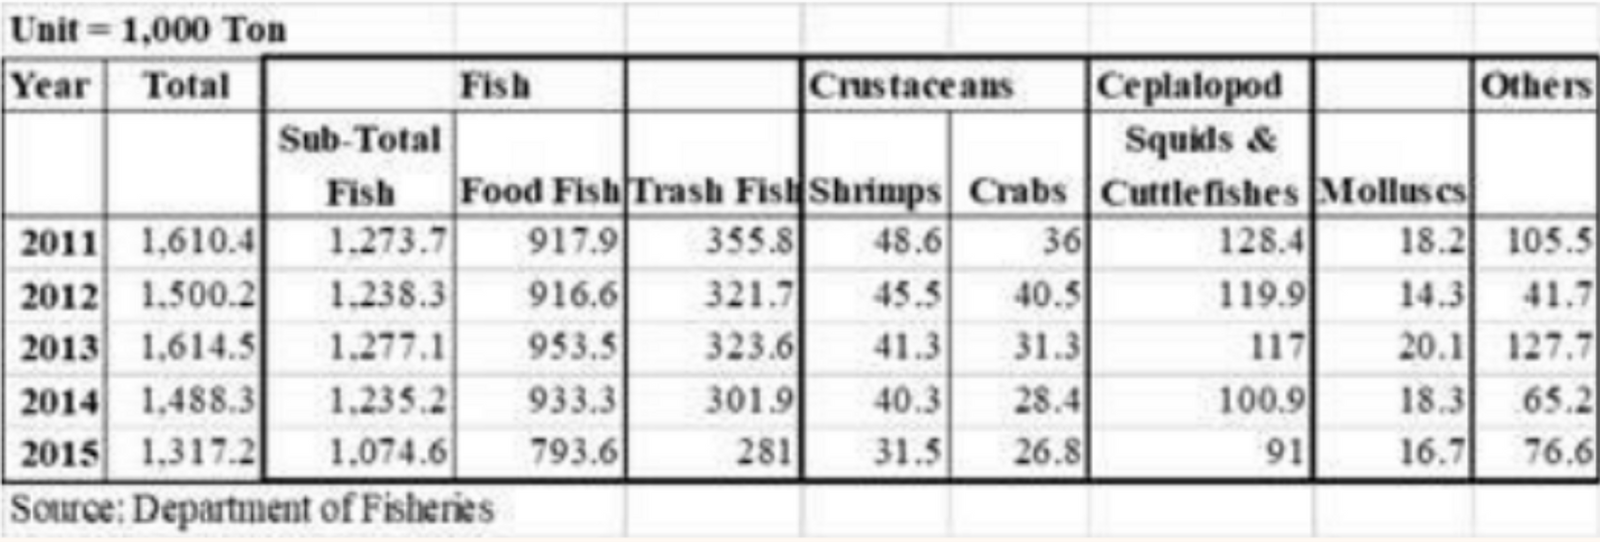 Unit = 1,000 Ton
Year Total Fish Crustaceans Ceplalopod Others
Sub-Total Squids &
Fish Food Fish Trash Fish Shrimps Crabs Cuttlefishes Molluscs
2011 1,610.4 1,273.7 917.9 355.8 48.6 36 128.4 18.2 105.5
2012 1.500.2 1,238.3 916.6 321.7 45.5 40.5 119.9 14.3 41.7
2013 1,614.5 1,277.1 953.5 323.6 41.3 31.3 117 20.1 127.7
2014 1,488.3 1,235.2 933.3 301.9 40.3 28.4 100.9 18.3 65.2
2015 1,317.2 1,074.6 793.6 281 31.5 26.8 91 16.7 76.6
Source: Department of Fisheries